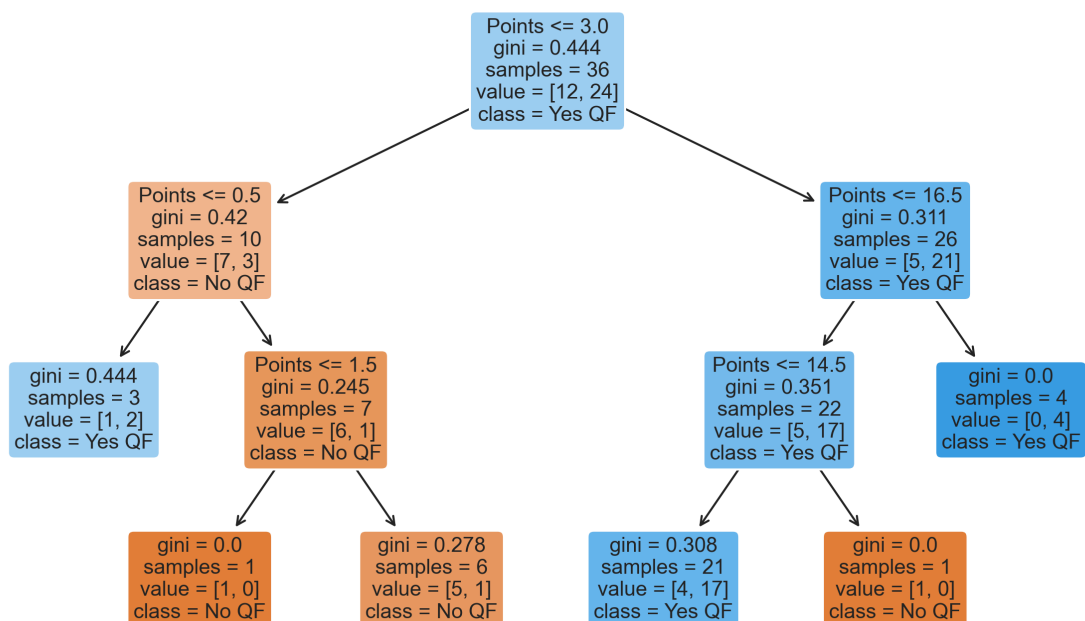 Points <= 3.0
gini = 0.444
samples = 36
value = [12, 24]
class = Yes QF
Points <= 0.5
gini = 0.42
samples = 10
value = [7, 3]
class = No QF
Points <= 16.5
gini = 0.311
samples = 26
value = [5, 21]
class = Yes QF
gini = 0.444
samples = 3
value = [1, 2]
class = Yes QF
Points <= 1.5
gini = 0.245
samples = 7
value = [6, 1]
class = No QF
Points <= 14.5
gini = 0.351
samples = 22
value = [5, 17]
class = Yes QF
gini = 0.0
samples = 4
value = [0, 4]
class = Yes QF
gini = 0.0
samples = 1
value = [1, 0]
class = No QF
gini = 0.278
samples = 6
value = [5, 1]
class = No QF
gini = 0.308
samples = 21
value = [4, 17]
class = Yes QF
gini = 0.0
samples = 1
value = [1, 0]
class = No QF